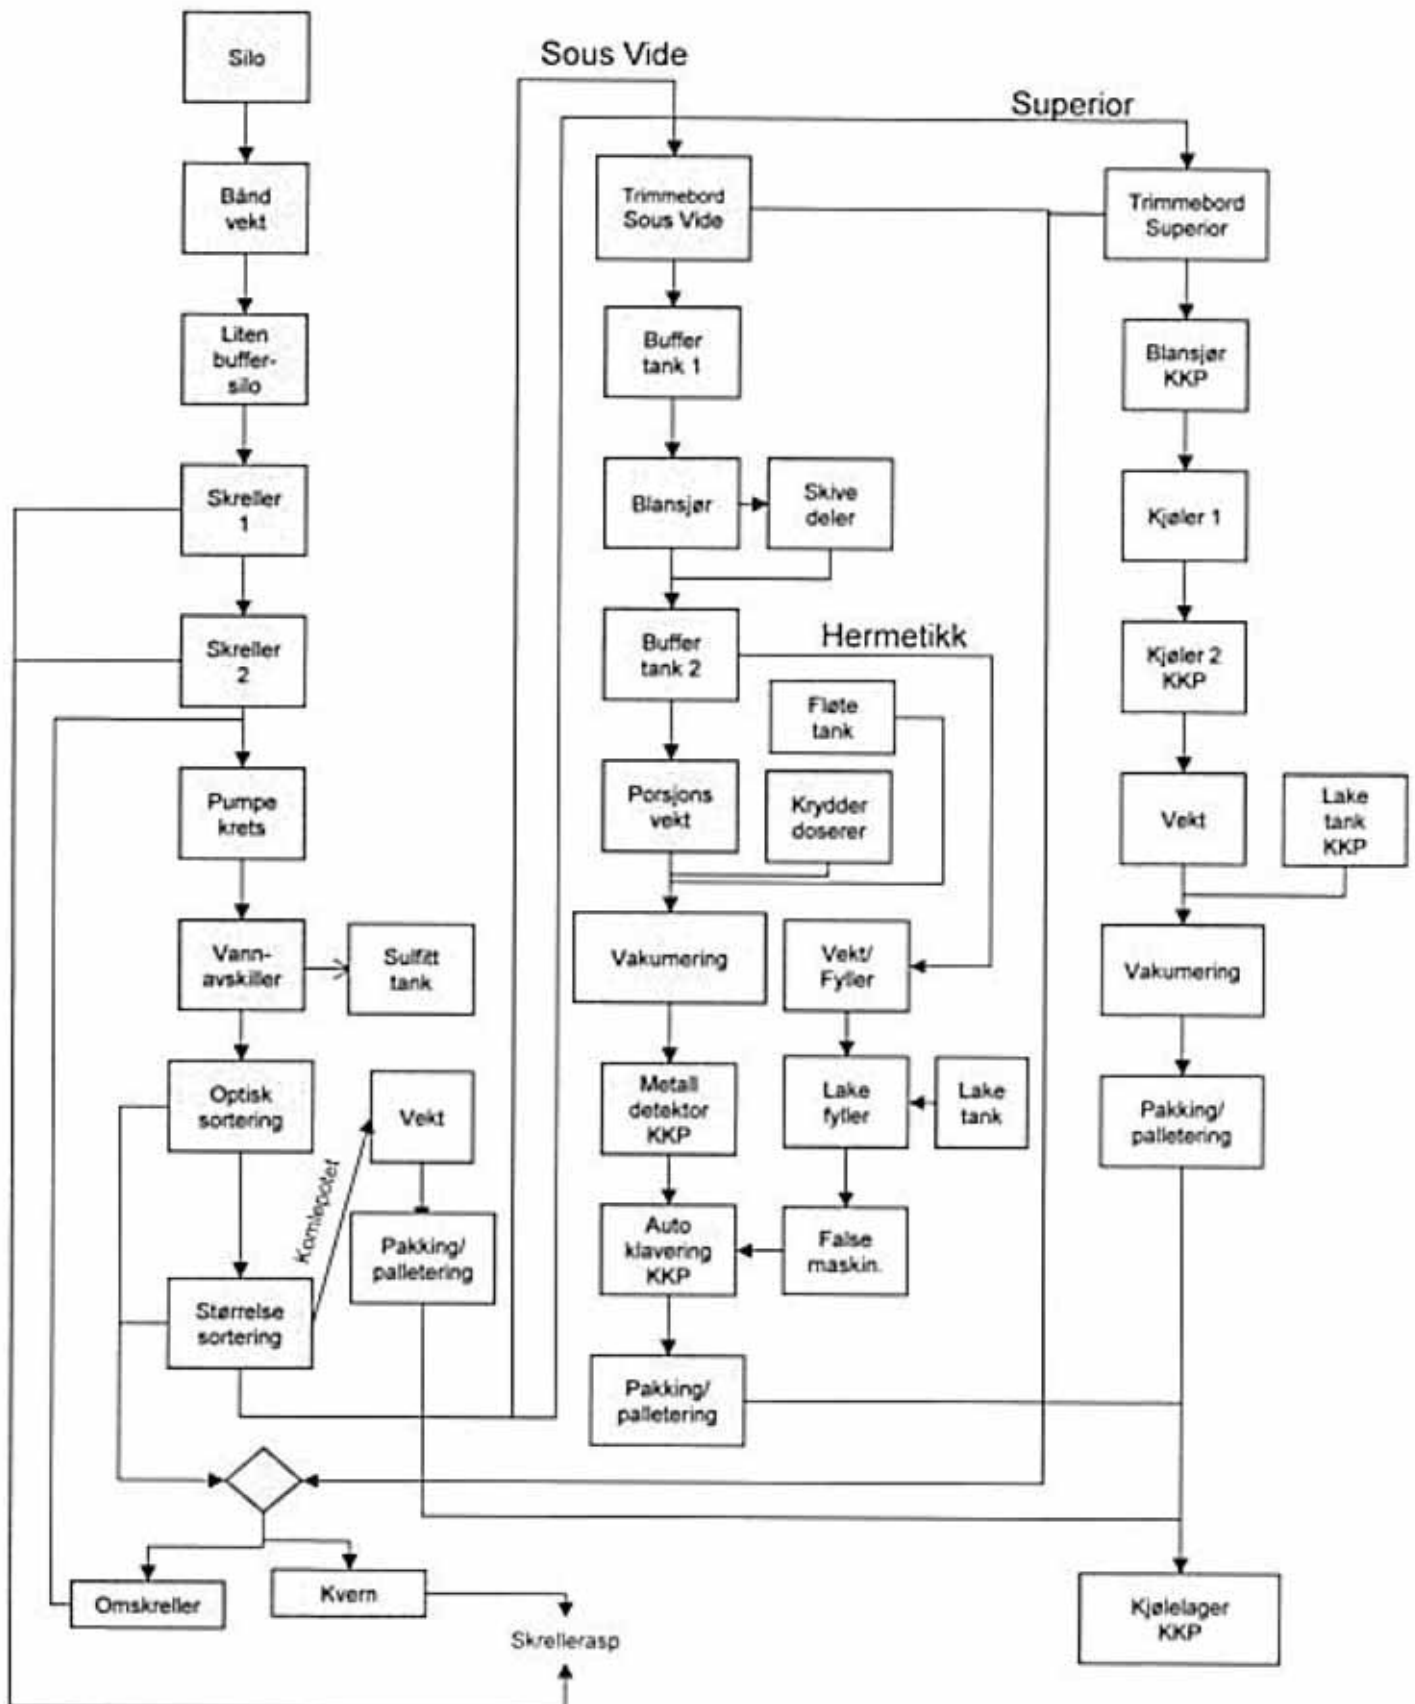 Silo
Bånd
vekt
Liten
buffer-
silo
Skreller
1
Skreller
2
Pumpe
krets
Vann-
avskiller
Sulfitt
tank
Optisk
sortering
Vekt
Komlepotet
Pakking/
palletering
Størrelse
sortering
Omskreller
Kvern
Skrellerasp
Sous Vide
Trimmebord
Sous Vide
Buffer
tank 1
Blansjør
Skive
deler
Buffer
tank 2
Hermetikk
Fløte
tank
Porsjons
vekt
Krydder
doserer
Vakumering
Vekt/
Fyller
Metall
detektor
KKP
Lake
fyller
Lake
tank
Auto
klavering
KKP
False
maskin.
Pakking/
palletering
Superior
Trimmebord
Superior
Blansjør
KKP
Kjøler 1
Kjøler 2
KKP
Vekt
Lake
tank
KKP
Vakumering
Pakking/
palletering
Kjølelager
KKP